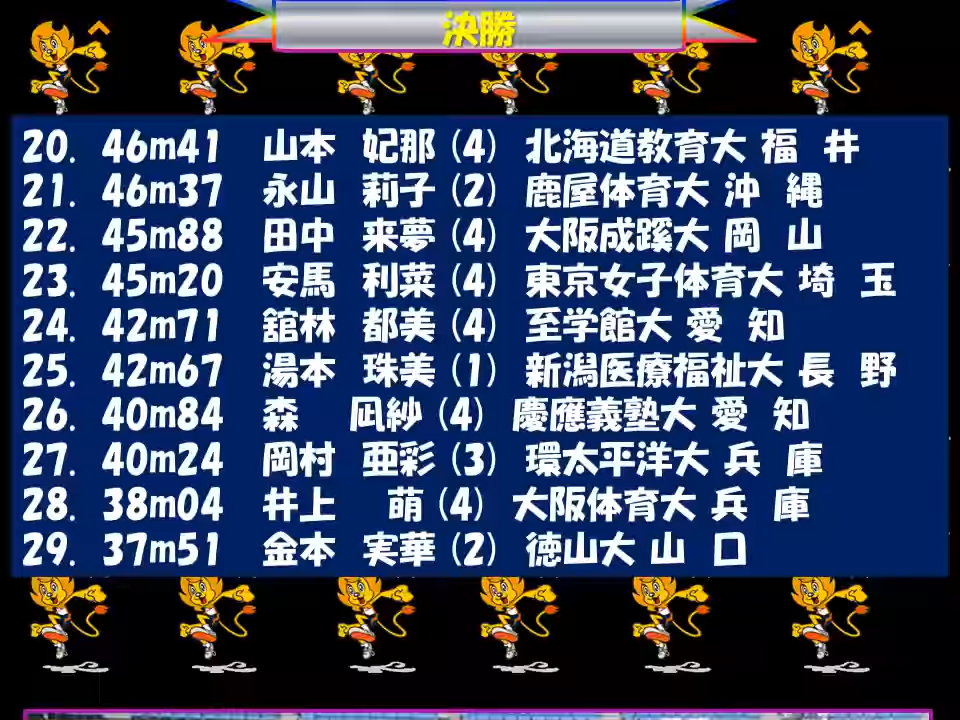 決勝
20. 46m41 山本 妃那 (4) 北海道教育大 福 井
21. 46m37 永山 莉子 (2) 鹿屋体育大 沖 縄
22. 45m88 田中 来夢 (4) 大阪成蹊大 岡 山
23. 45m20 安馬 利菜 (4) 東京女子体育大 埼 玉
24. 42m71 舘林 都美 (4) 至学館大 愛 知
25. 42m67 湯本 珠美 (1) 新潟医療福祉大 長 野
26. 40m84 森 凪紗 (4) 慶應義塾大 愛 知
27. 40m24 岡村 亜彩 (3) 環太平洋大 兵 庫
28. 38m04 井上 萌 (4) 大阪体育大 兵 庫
29. 37m51 金本 実華 (2) 徳山大 山 口